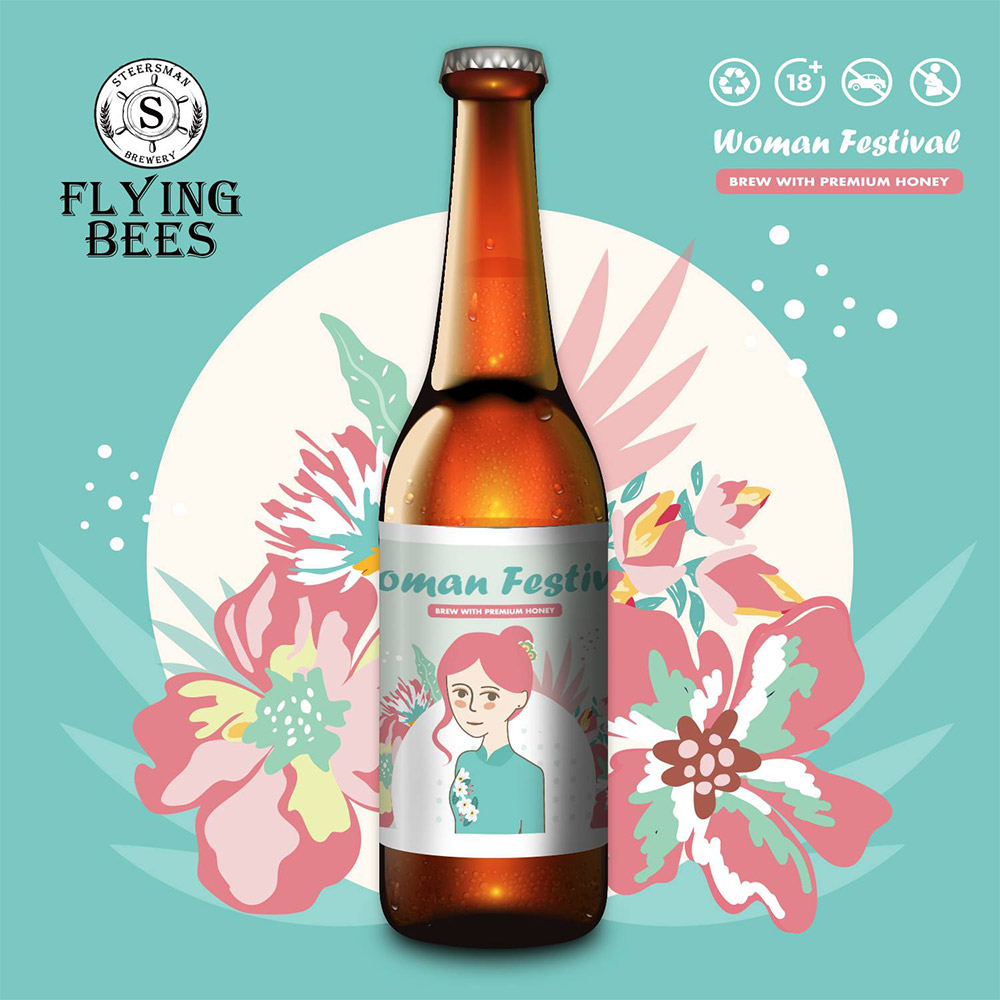 STEERSMAN
S
BREWERY
FLYING
BEES
18+
Woman Festival
BREW WITH PREMIUM HONEY
oman Festiv
BREW WITH PREMIUM HONEY